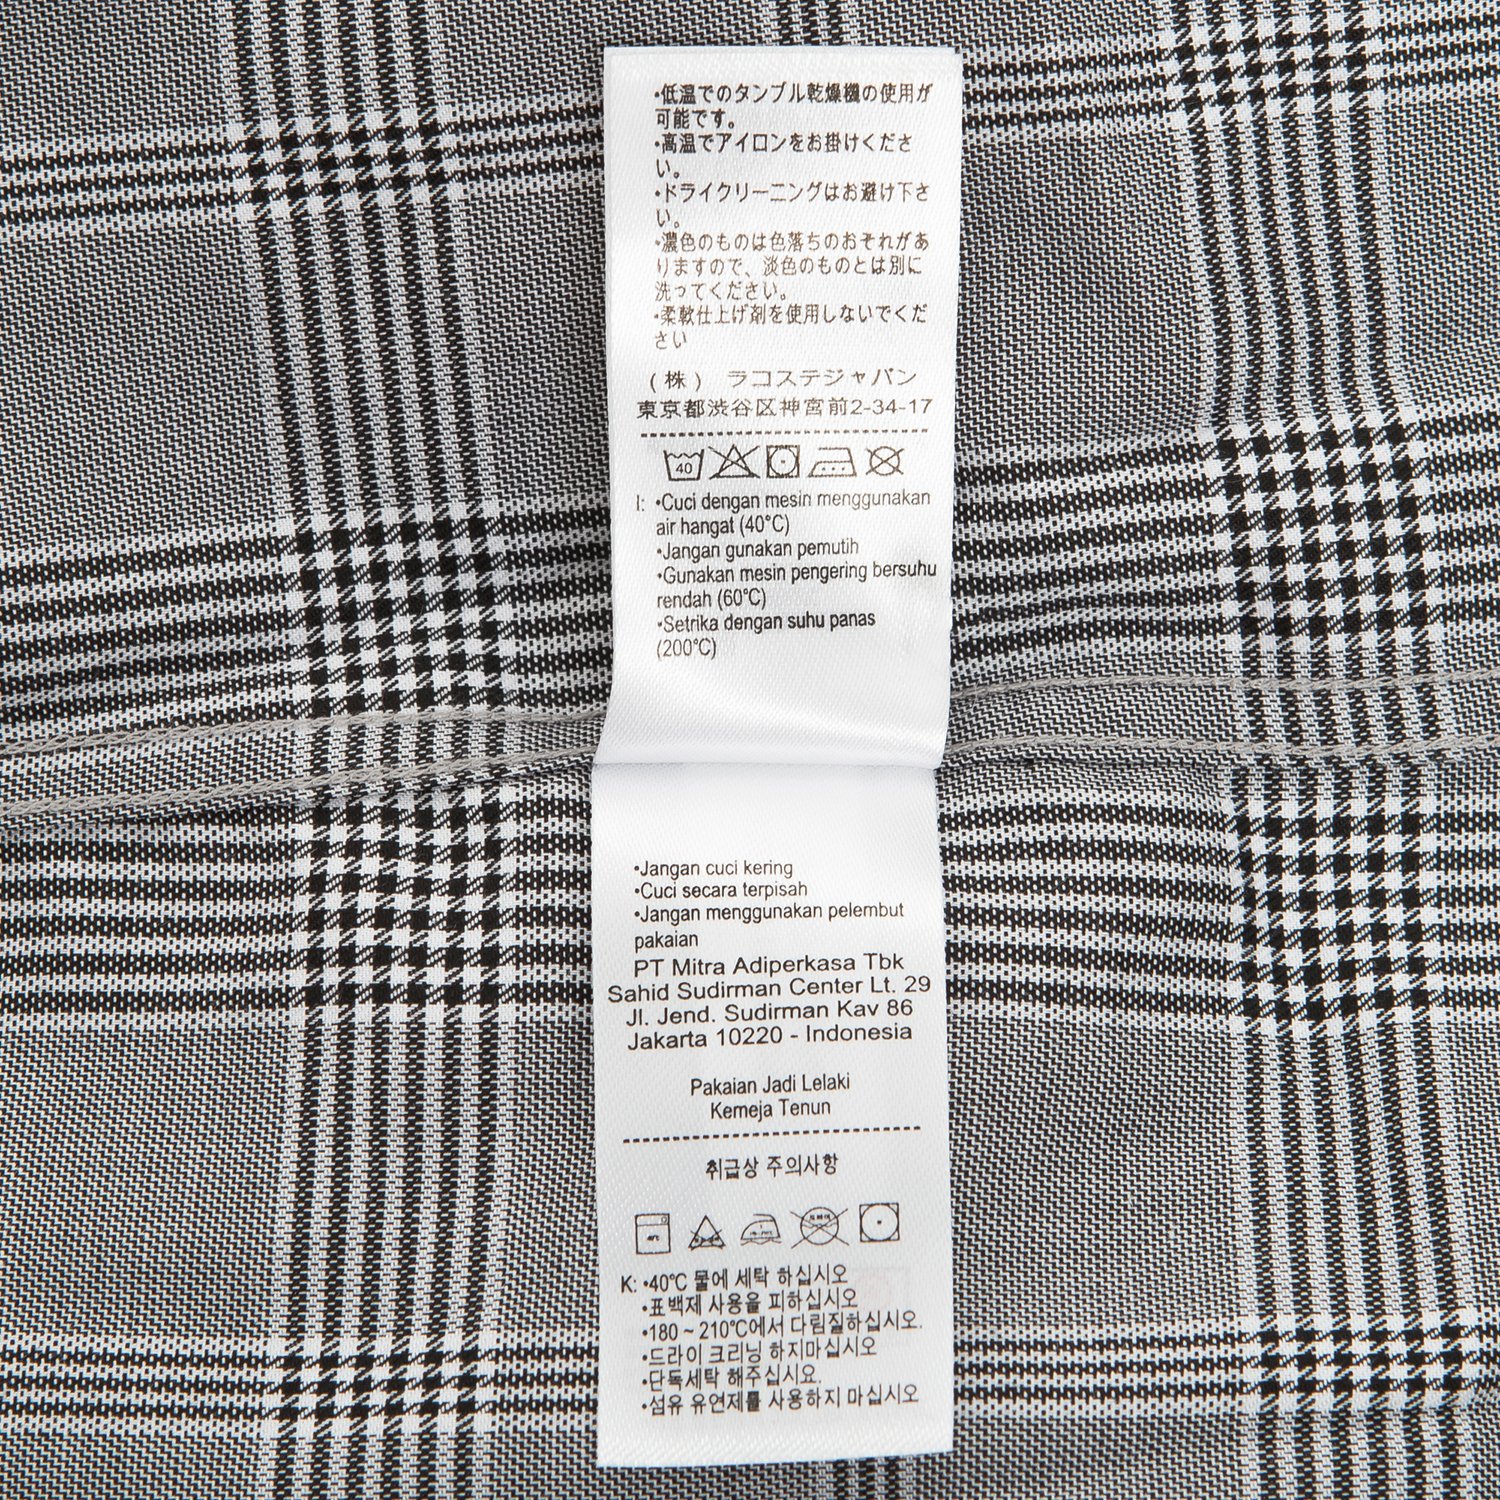 ・低温でのタンブル乾燥機の使用が
可能です。
・高温でアイロンをお掛けくださ
い。
・ドライクリーニングはお避け下さ
い。
・濃色のものは色落ちのおそれがあ
りますので、淡色のものとは別に
洗ってください。
・柔軟仕上げ剤を使用しないでくだ
さい
(株) ラコステジャパン
東京都渋谷区神宮前2-34-17
40
I: •Cuci dengan mesin menggunakan
air hangat (40°C)
•Jangan gunakan pemutih
•Gunakan mesin pengering bersuhu
rendah (60°C)
•Setrika dengan suhu panas
(200°C)
•Jangan cuci kering
•Cuci secara terpisah
•Jangan menggunakan pelembut
pakaian
PT Mitra Adiperkasa Tbk
Sahid Sudirman Center Lt. 29
Jl. Jend. Sudirman Kav 86
Jakarta 10220 - Indonesia
Pakaian Jadi Lelaki
Kemeja Tenun
취급상 주의사항
K: •40℃ 물에 세탁 하십시오
•표백제 사용을 피하십시오
•180 ~ 210℃에서 다림질하십시오.
•드라이 크리닝 하지마십시오
•단독세탁 해주십시요.
•섬유 유연제를 사용하지 마십시오